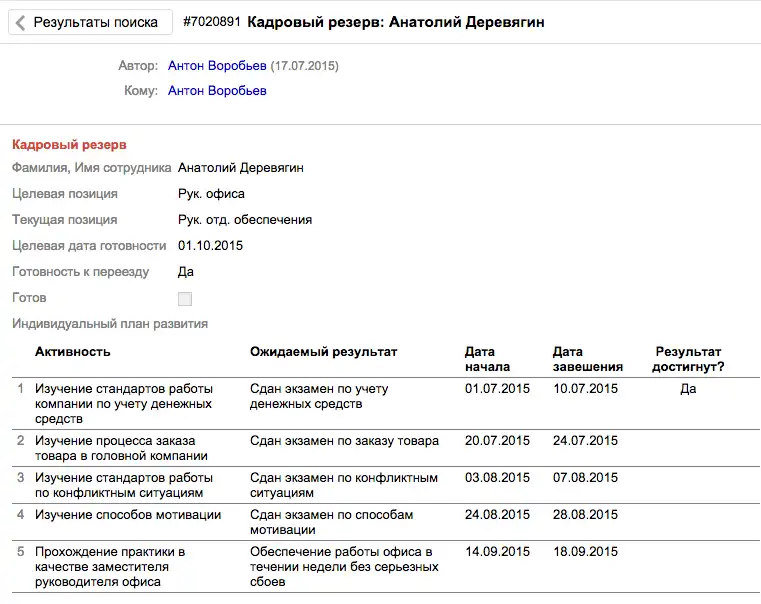 Результаты поиска #7020891 Кадровый резерв: Анатолий Деревягин
Автор: Антон Воробьев (17.07.2015)
Кому: Антон Воробьев
Кадровый резерв
Фамилия, Имя сотрудника Анатолий Деревягин
Целевая позиция Рук. офиса
Текущая позиция Рук. отд. обеспечения
Целевая дата готовности 01.10.2015
Готовность к переезду Да
Готов
Индивидуальный план развития
Активность Ожидаемый результат Дата начала Дата завешения Результат достигнут?
1 Изучение стандартов работы Сдан экзамен по учету 01.07.2015 10.07.2015 Да
компании по учету денежных денежных средств
средств
2 Изучение процесса заказа Сдан экзамен по заказу товара 20.07.2015 24.07.2015
товара в головной компании
3 Изучение стандартов работы Сдан экзамен по конфликтным 03.08.2015 07.08.2015
по конфликтным ситуациям ситуациям
4 Изучение способов мотивации Сдан экзамен по способам 24.08.2015 28.08.2015
мотивации
5 Прохождение практики в Обеспечение работы офиса в 14.09.2015 18.09.2015
качестве заместителя течении недели без серьезных
руководителя офиса сбоев